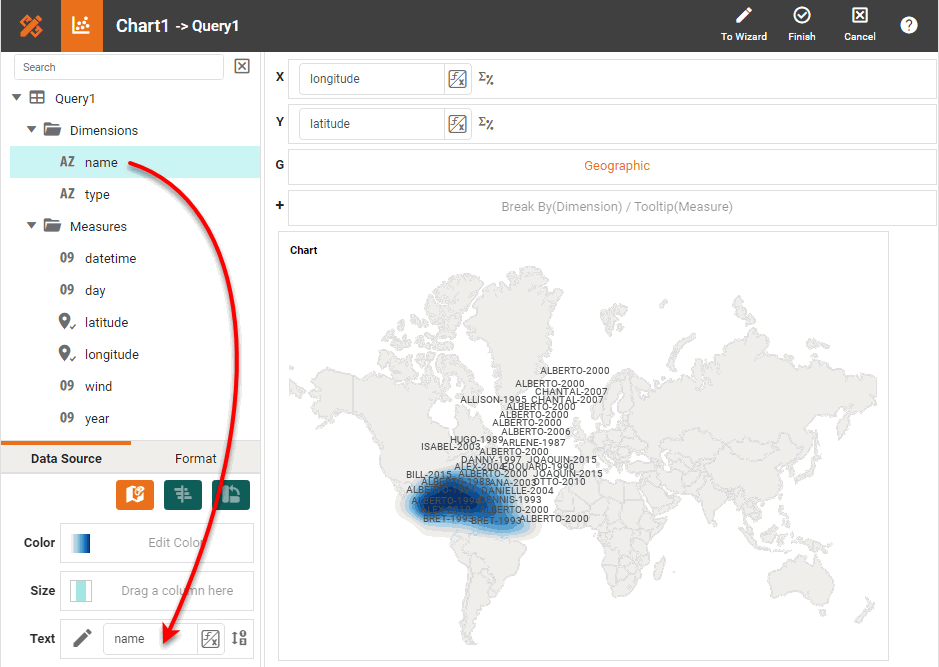 Chart1 -> Query1
To Wizard
Finish
Cancel
?
Search
Query1
Dimensions
AZ name
AZ type
Measures
09 datetime
09 day
latitude
longitude
09 wind
09 year
Data Source
Format
Color
Edit Color
Size
Drag a column here
Text
name
X
longitude
Y
latitude
G
Geographic
+
Break By(Dimension) / Tooltip(Measure)
Chart
ALBERTO-2000
ALBERTO-2000
CHANTAL-2007
ALLISON-1995 CHANTAL-2007
ALBERTO-2000
ALBERTO-2000
ALBERTO-2000
ALBERTO-2006
HUGO-1989 ARLENE-1987
ISABEL-2003 ALBERTO-2000
DANNY-1997 JOAQUIN-2015
ALEX-2004 EDOUARD-1990
BILL-2015 ALBERTO-2000 JOAQUIN-2015
ANA-2003 OTTO-2010
DANIELLE-2004
ALBERTO-1994
ALBERTO-2000
BRET-1993 BRET-1993 ALBERTO-2000